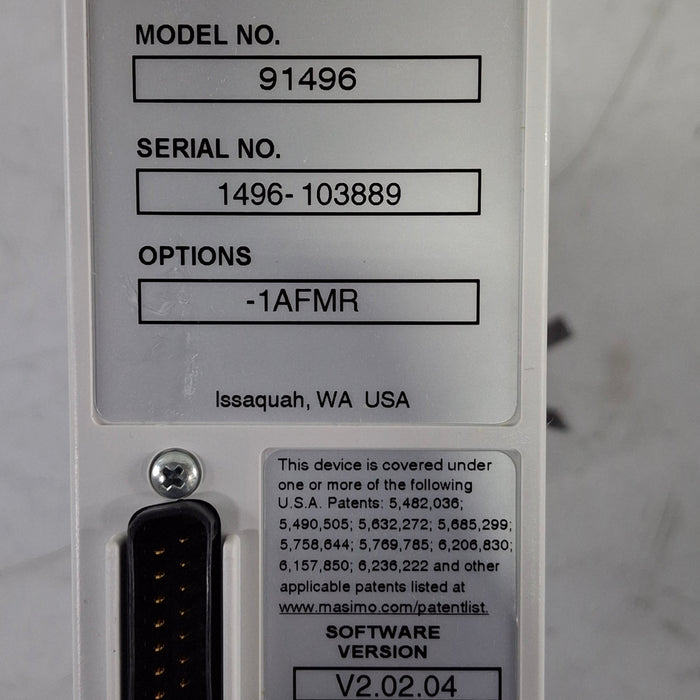 MODEL NO.
91496
SERIAL NO.
1496- 103889
OPTIONS
-1AFMR
Issaquah, WA  USA
This device is covered under
one or more of the following
U.S.A. Patents: 5,482,036;
5,490,505; 5,632,272; 5,685,299;
5,758,644; 5,769,785; 6,206,830;
6,157,850; 6,236,222 and other
applicable patents listed at
www.masimo.com/patentlist.
SOFTWARE
VERSION
V2.02.04